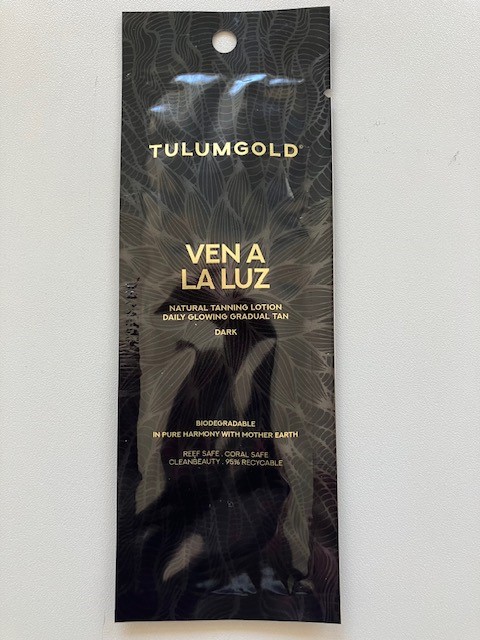 TULUMGOLD®
VEN A
LA LUZ
NATURAL TANNING LOTION
DAILY GLOWING GRADUAL TAN
DARK
BIODEGRADABLE
IN PURE HARMONY WITH MOTHER EARTH
REEF SAFE . CORAL SAFE
CLEANBEAUTY . 95% RECYCABLE